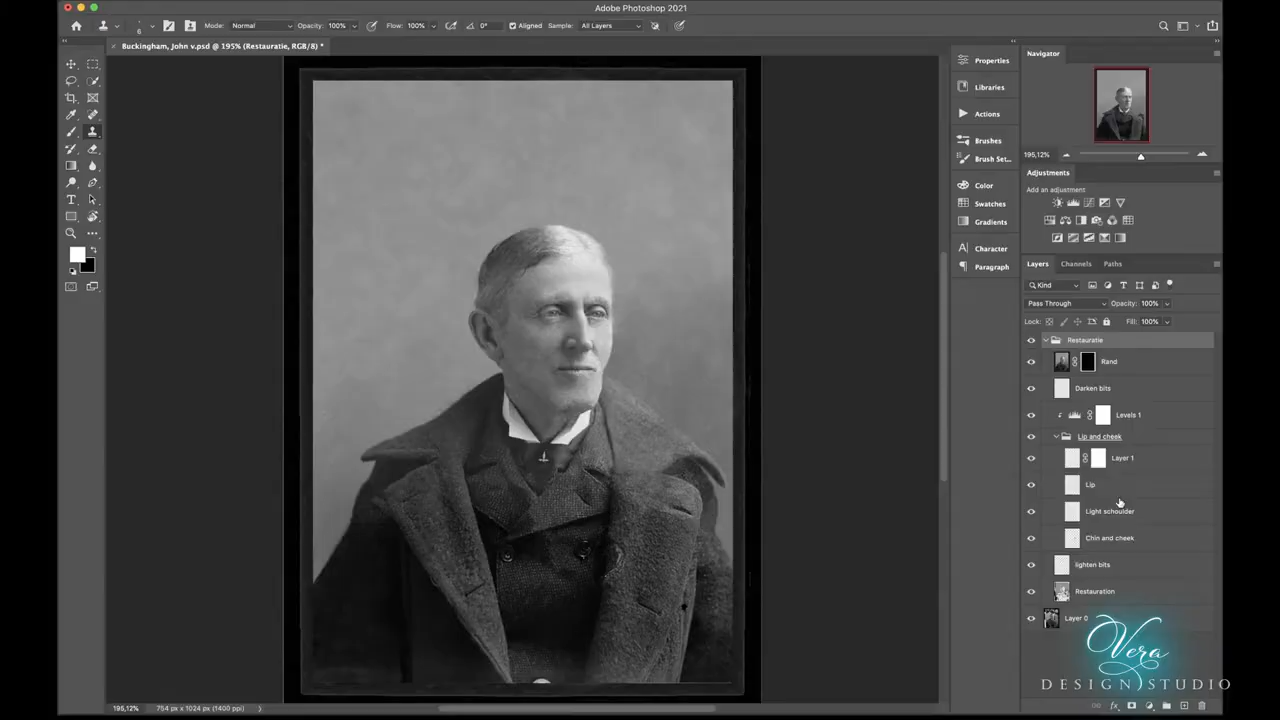 Adobe Photoshop 2021
6 Mode: Normal Opacity: 100% Flow: 100% 0° Aligned Sample: All Layers
Buckingham, John v.psd @ 195% (Restauratie, RGB/8) *
Properties
Libraries
Actions
Brushes
Brush Set...
Color
Swatches
Gradients
Character
Paragraph
Navigator
195,12%
Adjustments
Add an adjustment
Layers Channels Paths
Kind
Pass Through Opacity: 100%
Lock: Fill: 100%
Restauratie
Rand
Darken bits
Levels 1
Lip and cheek
Layer 1
Lip
Light schoulder
Chin and cheek
lighten bits
Restauration
Layer 0
Vera
DESIGN STUDIO
195,12% 754 px x 1024 px (1400 ppi)